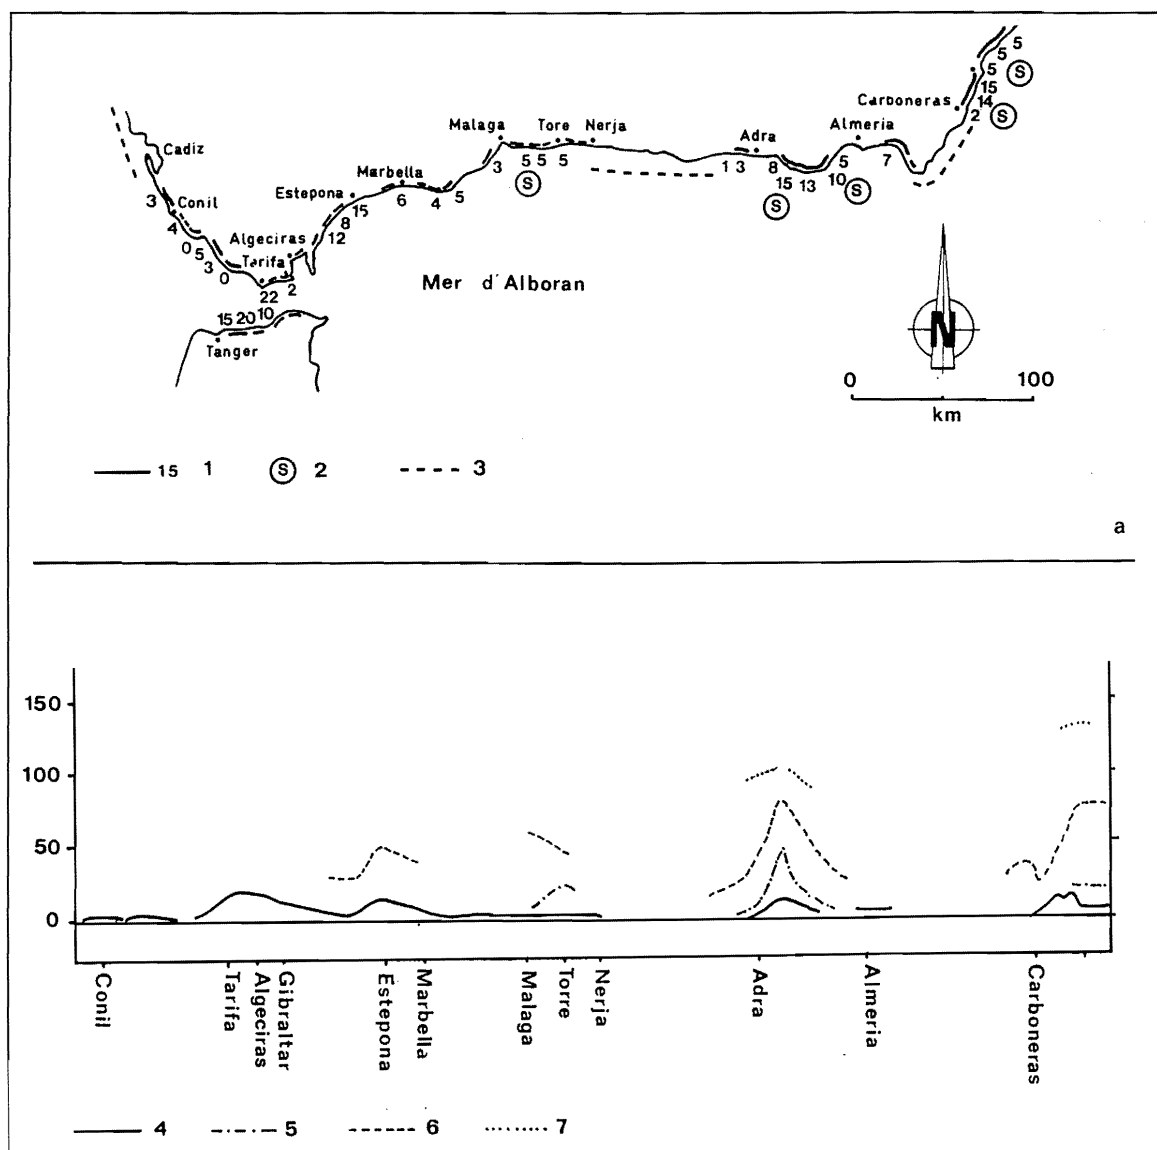 Cadiz
3
Conil
4
0
5
3
0
Algeciras
Tarifa
22
2
15 20 10
Tanger
12
8
Estepona
15
Marbella
6
4
5
Malaga
3
5 5 5
S
Tore Nerja
1 3
Adra
8
15
13
10
5
S
S
Almeria
7
Carboneras
2
14
15
5
5 5
S
S
Mer d'Alboran
N
0 100
km
15 1
S 2
3
a
150
100
50
0
Conil
Tarifa
Algeciras
Gibraltar
Estepona
Marbella
Malaga
Torre
Nerja
Adra
Almeria
Carboneras
4 5 6 7